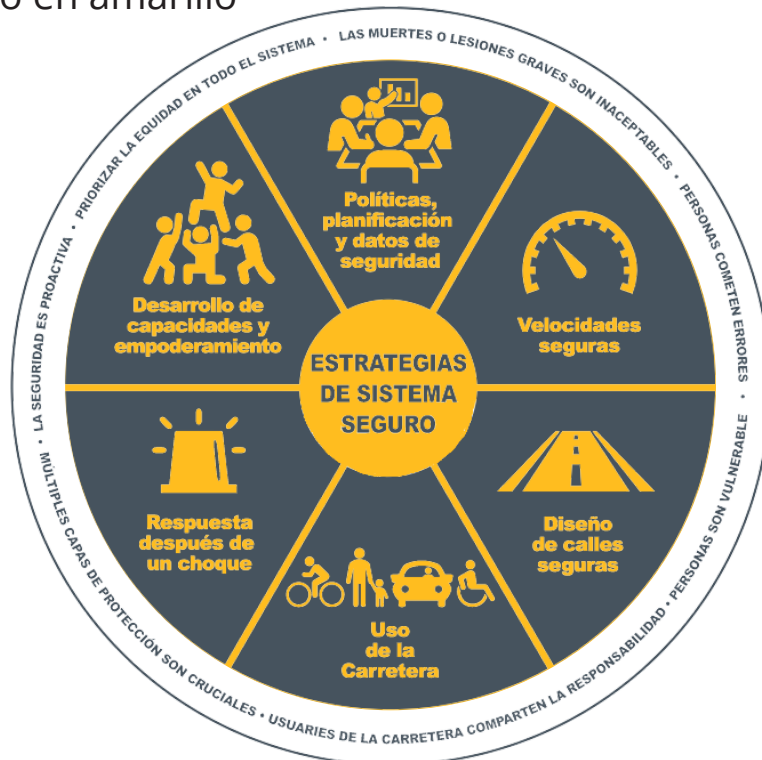 o en amarillo
PRIORIZAR LA EQUIDAD EN TODO EL SISTEMA • LAS MUERTES O LESIONES GRAVES SON INACEPTABLES • PERSONAS COMETEN ERRORES • PERSONAS SON VULNERABLE • USUARIES DE LA CARRETERA COMPARTEN LA RESPONSABILIDAD • MÚLTIPLES CAPAS DE PROTECCIÓN SON CRUCIALES • LA SEGURIDAD ES PROACTIVA •
Políticas,
planificación
y datos de
seguridad
Velocidades
seguras
Diseño
de calles
seguras
Uso
de la
Carretera
Respuesta
después de
un choque
Desarrollo de
capacidades y
empoderamiento
ESTRATEGIAS
DE SISTEMA
SEGURO